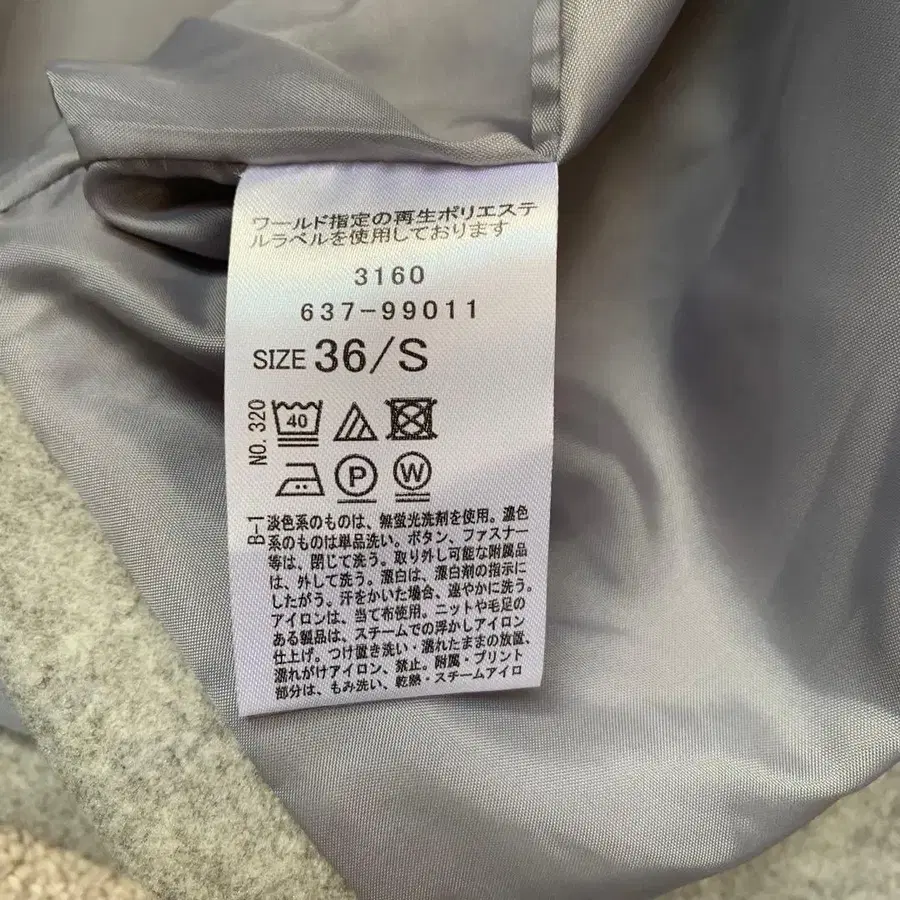 ワールド指定の再生ポリエステ
ルラベルを使用しております
3160
637-99011
SIZE 36/S
NO. 320
40
P W
B-1
淡色系のものは、無蛍光洗剤を使用。濃色
系のものは単品洗い。ボタン、ファスナー
等は、閉じて洗う。取り外し可能な附属品
は、外して洗う。漂白は、漂白剤の指示に
したがう。汗をかいた場合、速やかに洗う。
アイロンは、当て布使用。ニットや毛足の
ある製品は、スチームでの浮かしアイロン
仕上げ。つけ置き洗い・濡れたままの放置、
濡れがけアイロン、禁止。附属・プリント
部分は、もみ洗い、乾熱・スチームアイロ